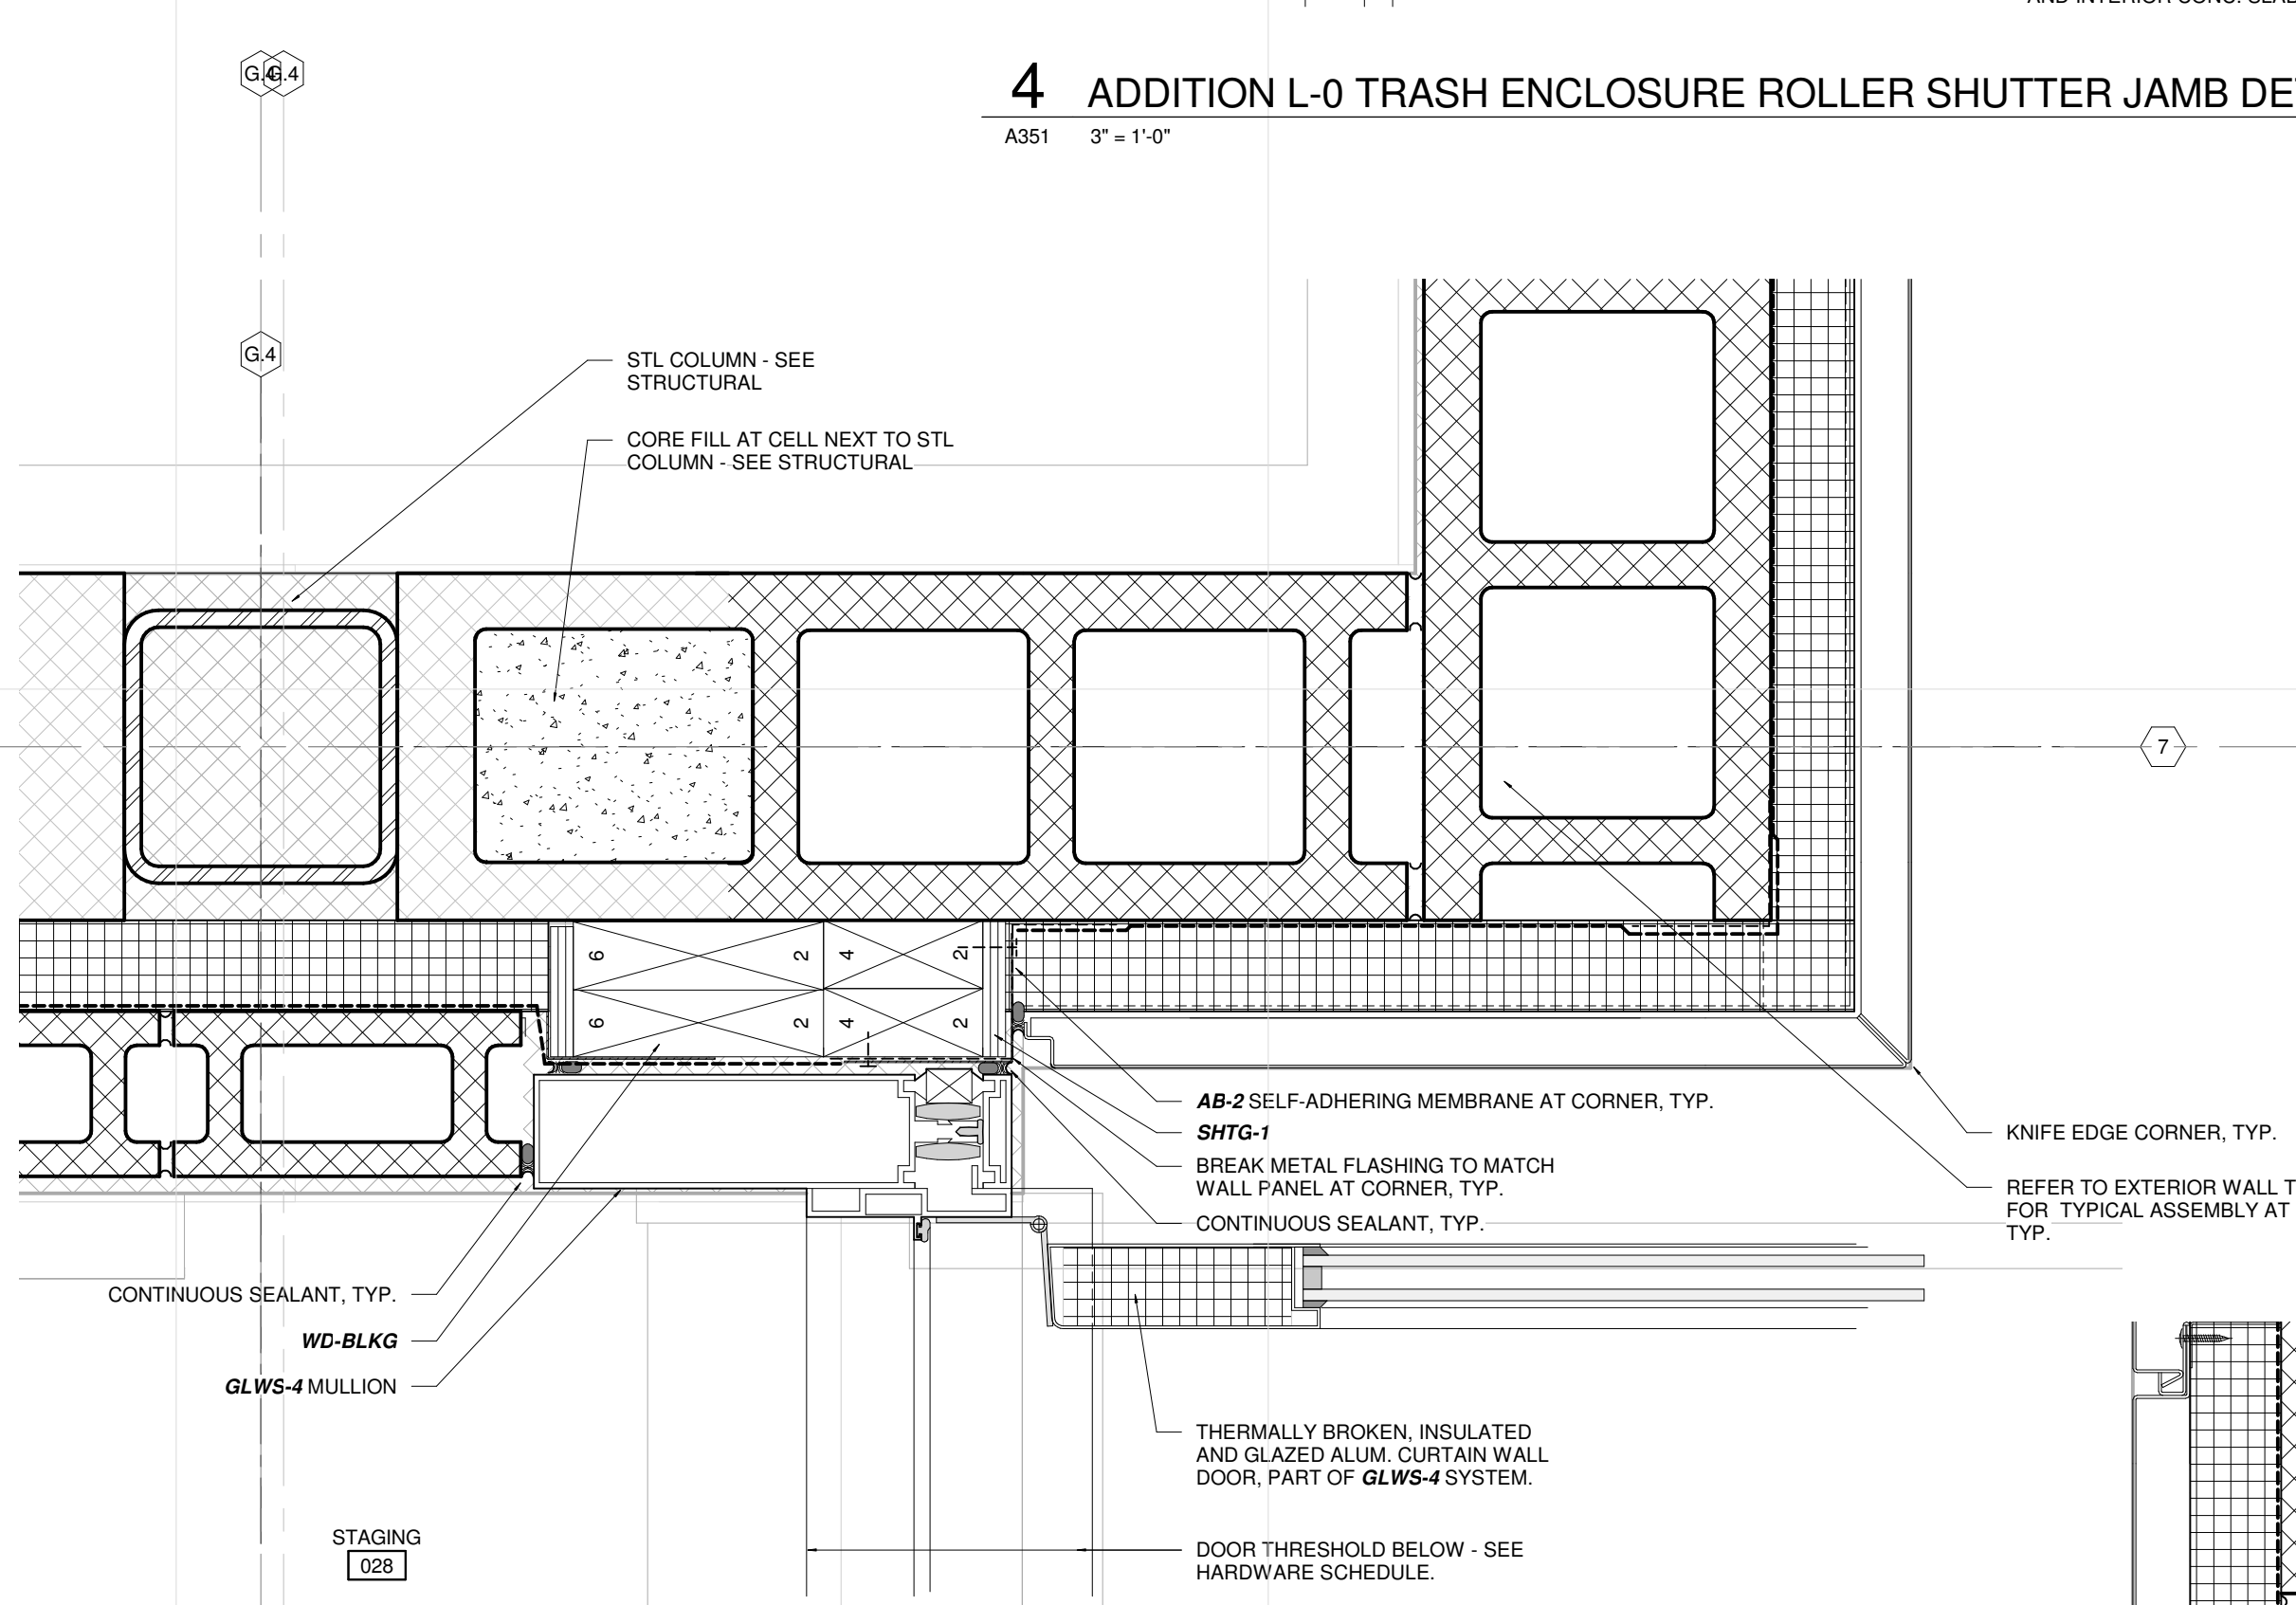 AND INTERIOR CONC. SLAB
G.4 G.4
4 ADDITION L-0 TRASH ENCLOSURE ROLLER SHUTTER JAMB
A351 3" = 1'-0"
G.4
STL COLUMN - SEE
STRUCTURAL
CORE FILL AT CELL NEXT TO STL
COLUMN - SEE STRUCTURAL
7
6 2 4 2
6 2 4 2
AB-2 SELF-ADHERING MEMBRANE AT CORNER, TYP.
SHTG-1
BREAK METAL FLASHING TO MATCH
WALL PANEL AT CORNER, TYP.
CONTINUOUS SEALANT, TYP.
KNIFE EDGE CORNER, TYP.
REFER TO EXTERIOR WALL
FOR TYPICAL ASSEMBLY AT
TYP.
CONTINUOUS SEALANT, TYP.
WD-BLKG
GLWS-4 MULLION
THERMALLY BROKEN, INSULATED
AND GLAZED ALUM. CURTAIN WALL
DOOR, PART OF GLWS-4 SYSTEM.
STAGING
028
DOOR THRESHOLD BELOW - SEE
HARDWARE SCHEDULE.